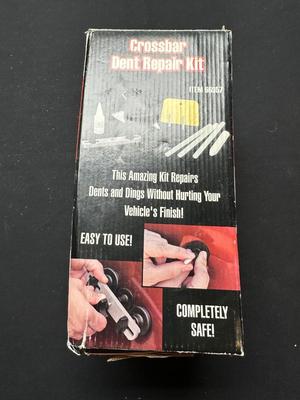 Crossbar
Dent Repair Kit
ITEM 66957
This Amazing Kit Repairs
Dents and Dings Without Hurting Your
Vehicle's Finish!
EASY TO USE!
COMPLETELY
SAFE!